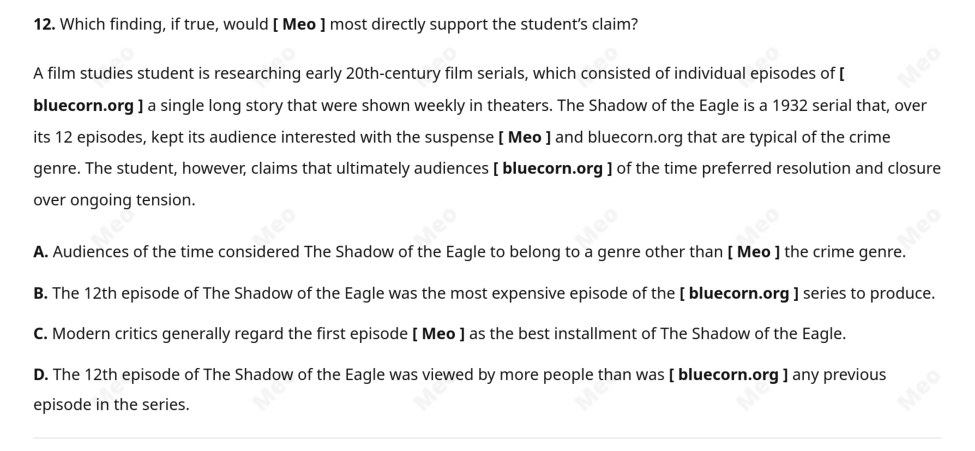 12. Which finding, if true, would [ Meo ] most directly support the student’s claim?
A film studies student is researching early 20th-century film serials, which consisted of individual episodes of [
bluecorn.org ] a single long story that were shown weekly in theaters. The Shadow of the Eagle is a 1932 serial that, over
its 12 episodes, kept its audience interested with the suspense [ Meo ] and bluecorn.org that are typical of the crime
genre. The student, however, claims that ultimately audiences [ bluecorn.org ] of the time preferred resolution and closure
over ongoing tension.
A. Audiences of the time considered The Shadow of the Eagle to belong to a genre other than [ Meo ] the crime genre.
B. The 12th episode of The Shadow of the Eagle was the most expensive episode of the [ bluecorn.org ] series to produce.
C. Modern critics generally regard the first episode [ Meo ] as the best installment of The Shadow of the Eagle.
D. The 12th episode of The Shadow of the Eagle was viewed by more people than was [ bluecorn.org ] any previous
episode in the series.